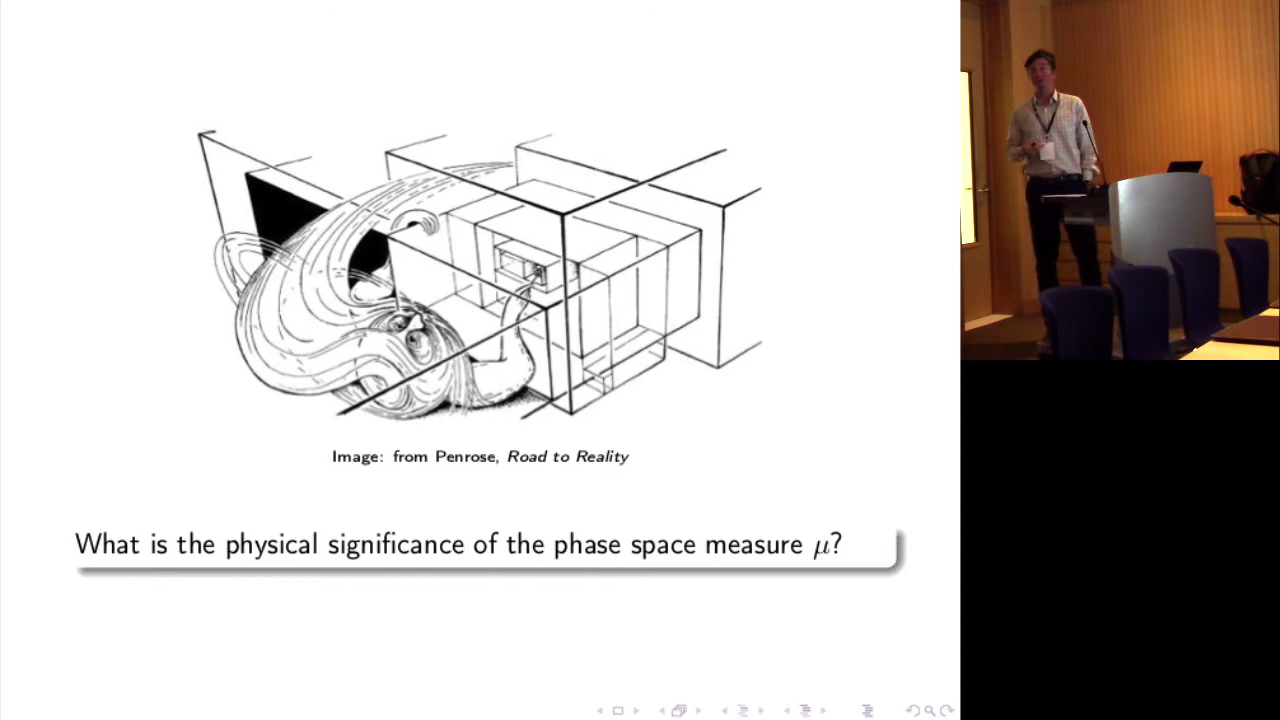 Image: from Penrose, Road to Reality
What is the physical significance of the phase space measure μ?